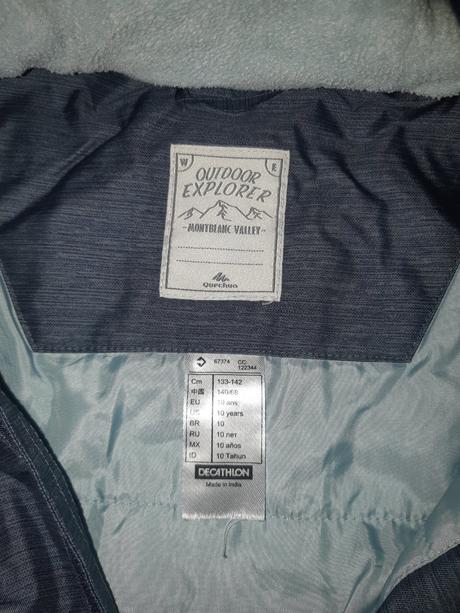 W E
OUTDOOR
EXPLORER
-MONTBLANC VALLEY-
Quechua
67374 CC:
122344
Cm 133-142
中国 140/68
EU 10 ans
US 10 years
BR 10
RU 10 лет
MX 10 años
ID 10 Tahun
DECATHLON
Made in India